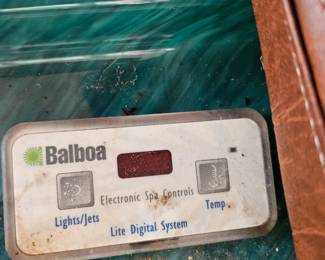 Balboa
Electronic Spa Controls
Lights/Jets
Temp
Lite Digital System